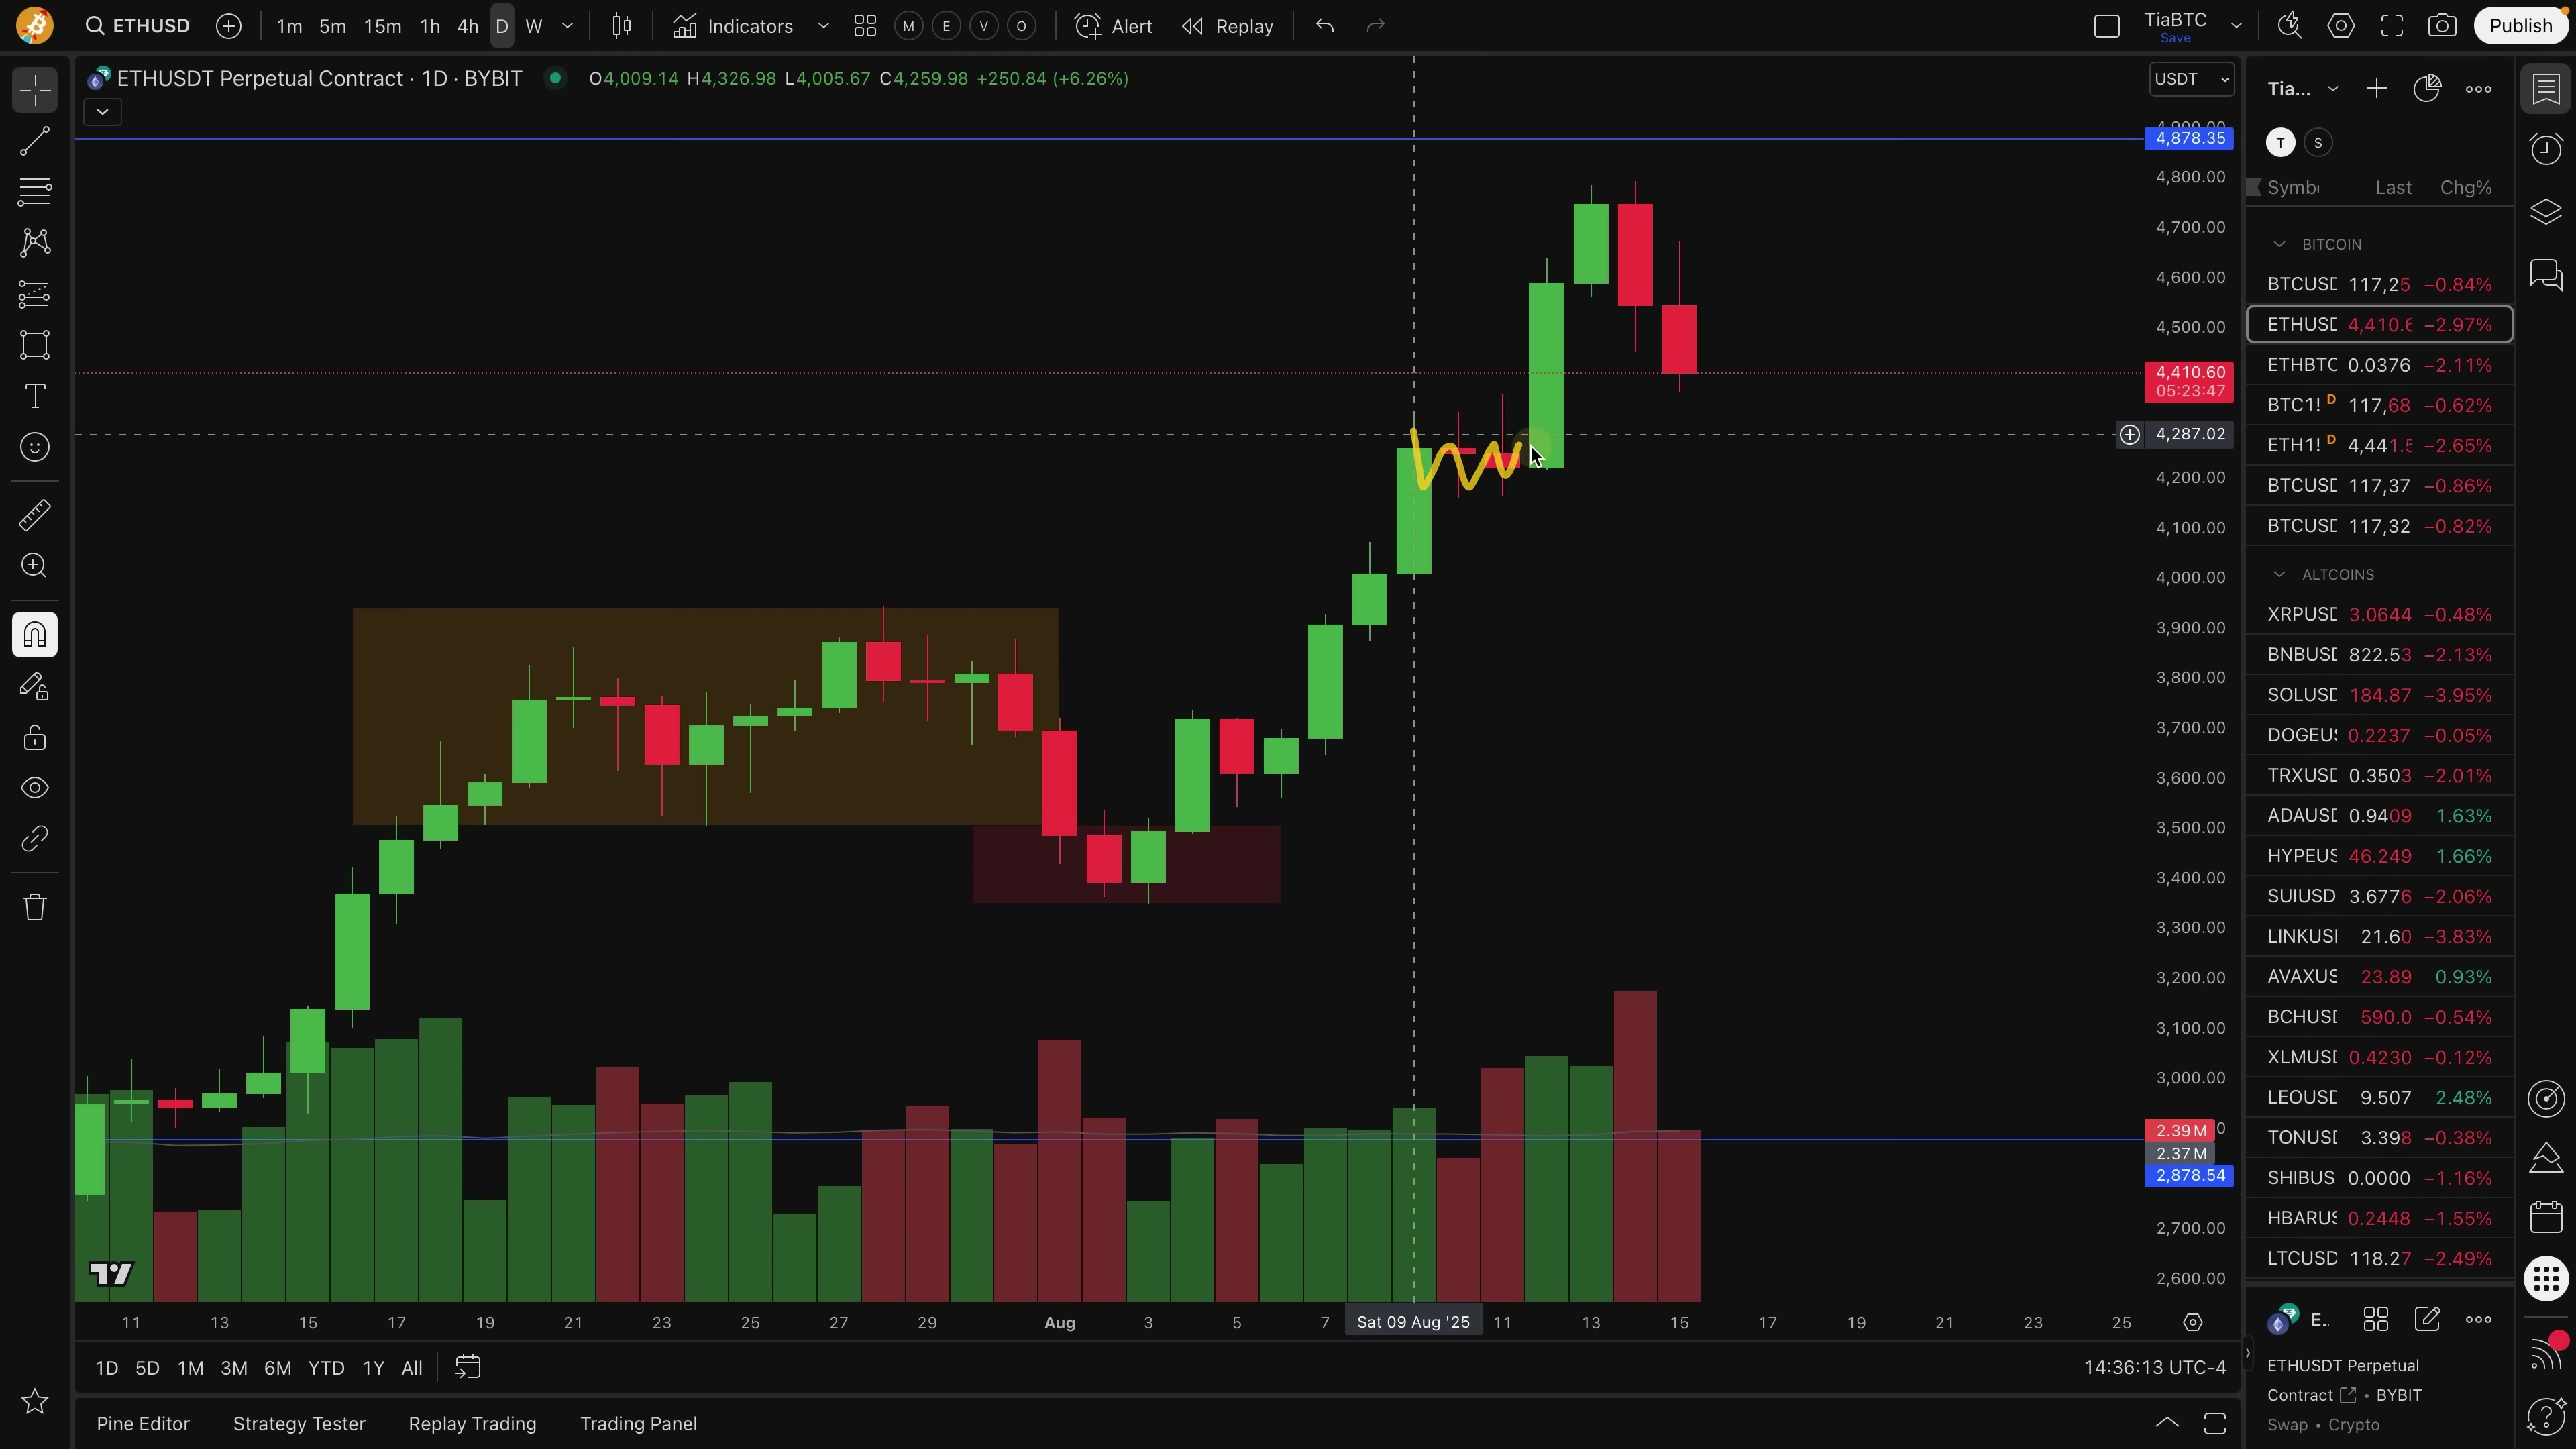 ETHUSD 1m 5m 15m 1h 4h D W Indicators M E V O Alert Replay TiaBTC Save Publish
ETHUSDT Perpetual Contract · 1D · BYBIT O4,009.14 H4,326.98 L4,005.67 C4,259.98 +250.84 (+6.26%)
USDT
4,878.35
4,800.00
4,700.00
4,600.00
4,500.00
4,410.60
05:23:47
4,287.02
4,200.00
4,100.00
4,000.00
3,900.00
3,800.00
3,700.00
3,600.00
3,500.00
3,400.00
3,300.00
3,200.00
3,100.00
3,000.00
2.39 M 0
2.37 M
2,878.54
2,700.00
2,600.00
11 13 15 17 19 21 23 25 27 29 Aug 3 5 7 Sat 09 Aug '25 11 13 15 17 19 21 23 25
1D 5D 1M 3M 6M YTD 1Y All
14:36:13 UTC-4
Pine Editor Strategy Tester Replay Trading Trading Panel
Tia...
T S
Symb Last Chg%
BITCOIN
BTCUSD 117,25 −0.84%
ETHUSD 4,410.6 −2.97%
ETHBTC 0.0376 −2.11%
BTC1! D 117,68 −0.62%
ETH1! D 4,441.5 −2.65%
BTCUSD 117,37 −0.86%
BTCUSD 117,32 −0.82%
ALTCOINS
XRPUSD 3.0644 −0.48%
BNBUSD 822.53 −2.13%
SOLUSD 184.87 −3.95%
DOGEUS 0.2237 −0.05%
TRXUSD 0.3503 −2.01%
ADAUSD 0.9409 1.63%
HYPEUS 46.249 1.66%
SUIUSD 3.6776 −2.06%
LINKUS 21.60 −3.83%
AVAXUS 23.89 0.93%
BCHUSD 590.0 −0.54%
XLMUSD 0.4230 −0.12%
LEOUSD 9.507 2.48%
TONUSD 3.398 −0.38%
SHIBUS 0.0000 −1.16%
HBARUS 0.2448 −1.55%
LTCUSD 118.27 −2.49%
E.
ETHUSDT Perpetual
Contract • BYBIT
Swap • Crypto